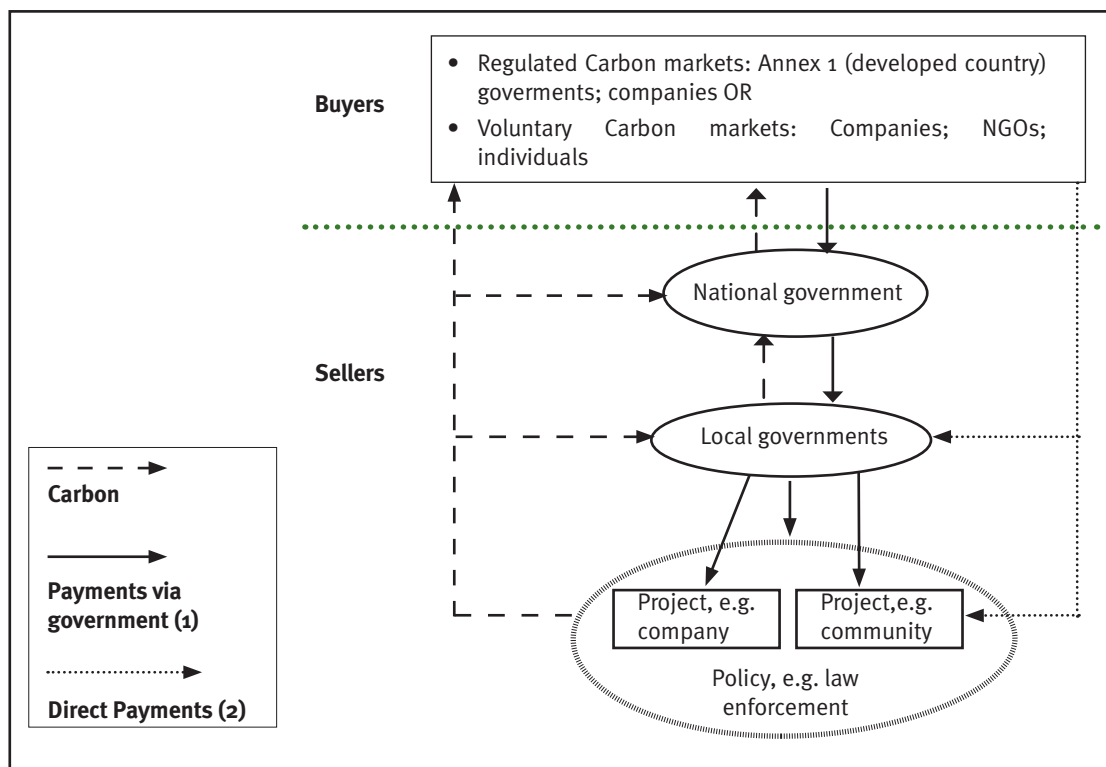 Buyers
• Regulated Carbon markets: Annex 1 (developed country)
goverments; companies OR
• Voluntary Carbon markets: Companies; NGOs;
individuals
National government
Sellers
Local governments
Carbon
Payments via
government (1)
Direct Payments (2)
Project, e.g.
company
Project,e.g.
community
Policy, e.g. law
enforcement